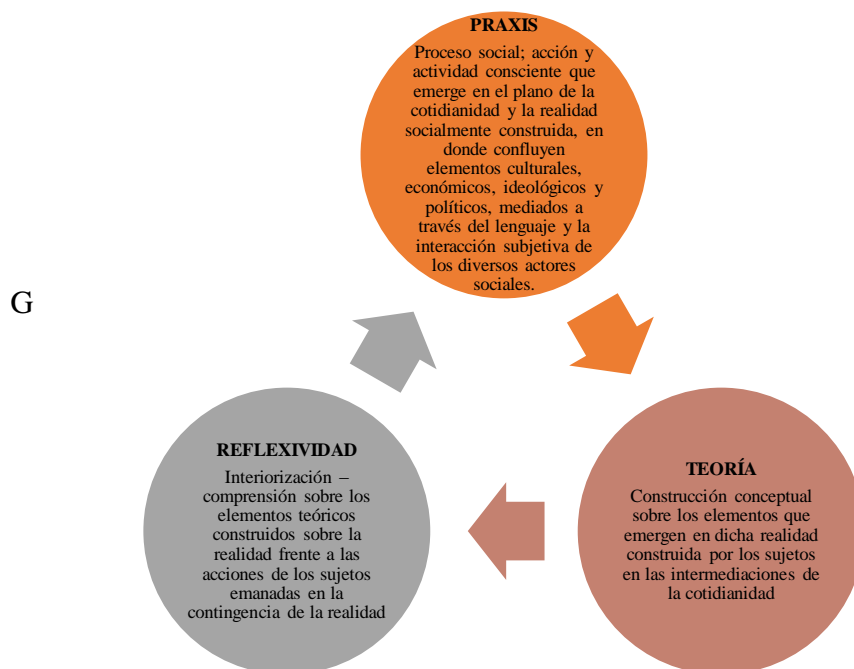 PRAXIS
Proceso social; acción y
actividad consciente que
emerge en el plano de la
cotidianidad y la realidad
socialmente construida, en
donde confluyen
elementos culturales,
económicos, ideológicos y
políticos, mediados a
través del lenguaje y la
interacción subjetiva de
los diversos actores
sociales.
G
TEORÍA
Construcción conceptual
sobre los elementos que
emergen en dicha realidad
construida por los sujetos
en las intermediaciones de
la cotidianidad
REFLEXIVIDAD
Interiorización –
comprensión sobre los
elementos teóricos
construidos sobre la
realidad frente a las
acciones de los sujetos
emanadas en la
contingencia de la realidad